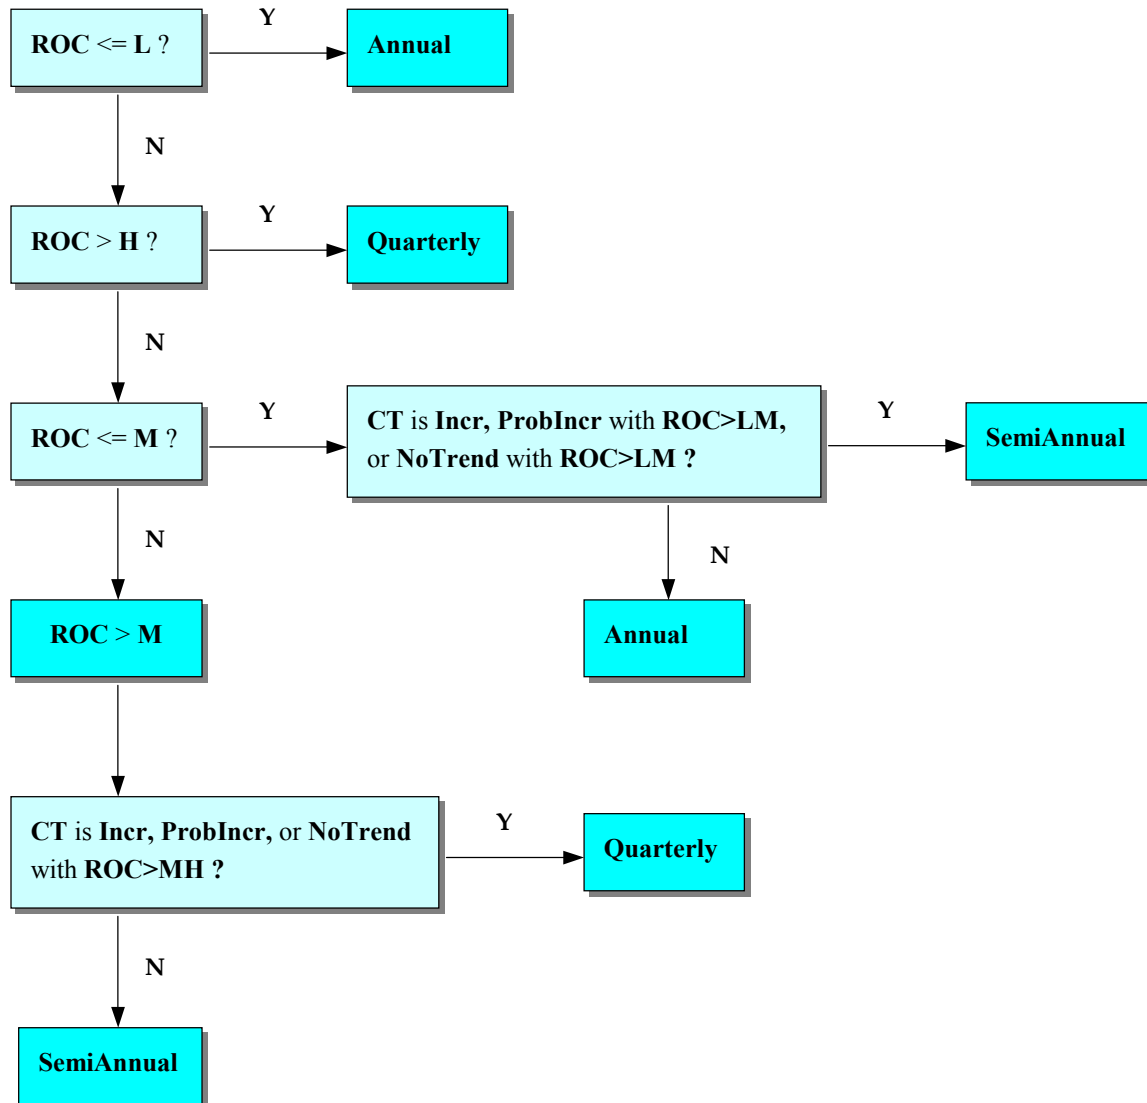 Y
ROC <= L ?
Annual
N
Y
ROC > H ?
Quarterly
N
Y
ROC <= M ?
CT is Incr, ProbIncr with ROC>LM,
or NoTrend with ROC>LM ?
Y
SemiAnnual
N
N
ROC > M
Annual
CT is Incr, ProbIncr, or NoTrend
with ROC>MH ?
Y
Quarterly
N
SemiAnnual